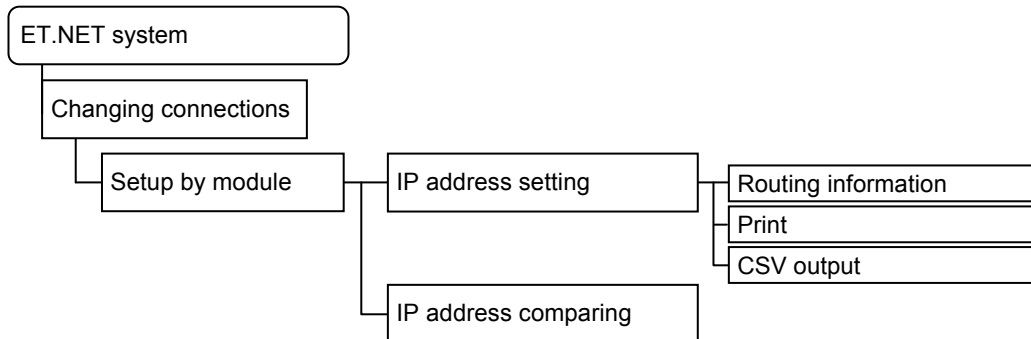 ET.NET system
Changing connections
Setup by module
IP address setting
Routing information
Print
CSV output
IP address comparing